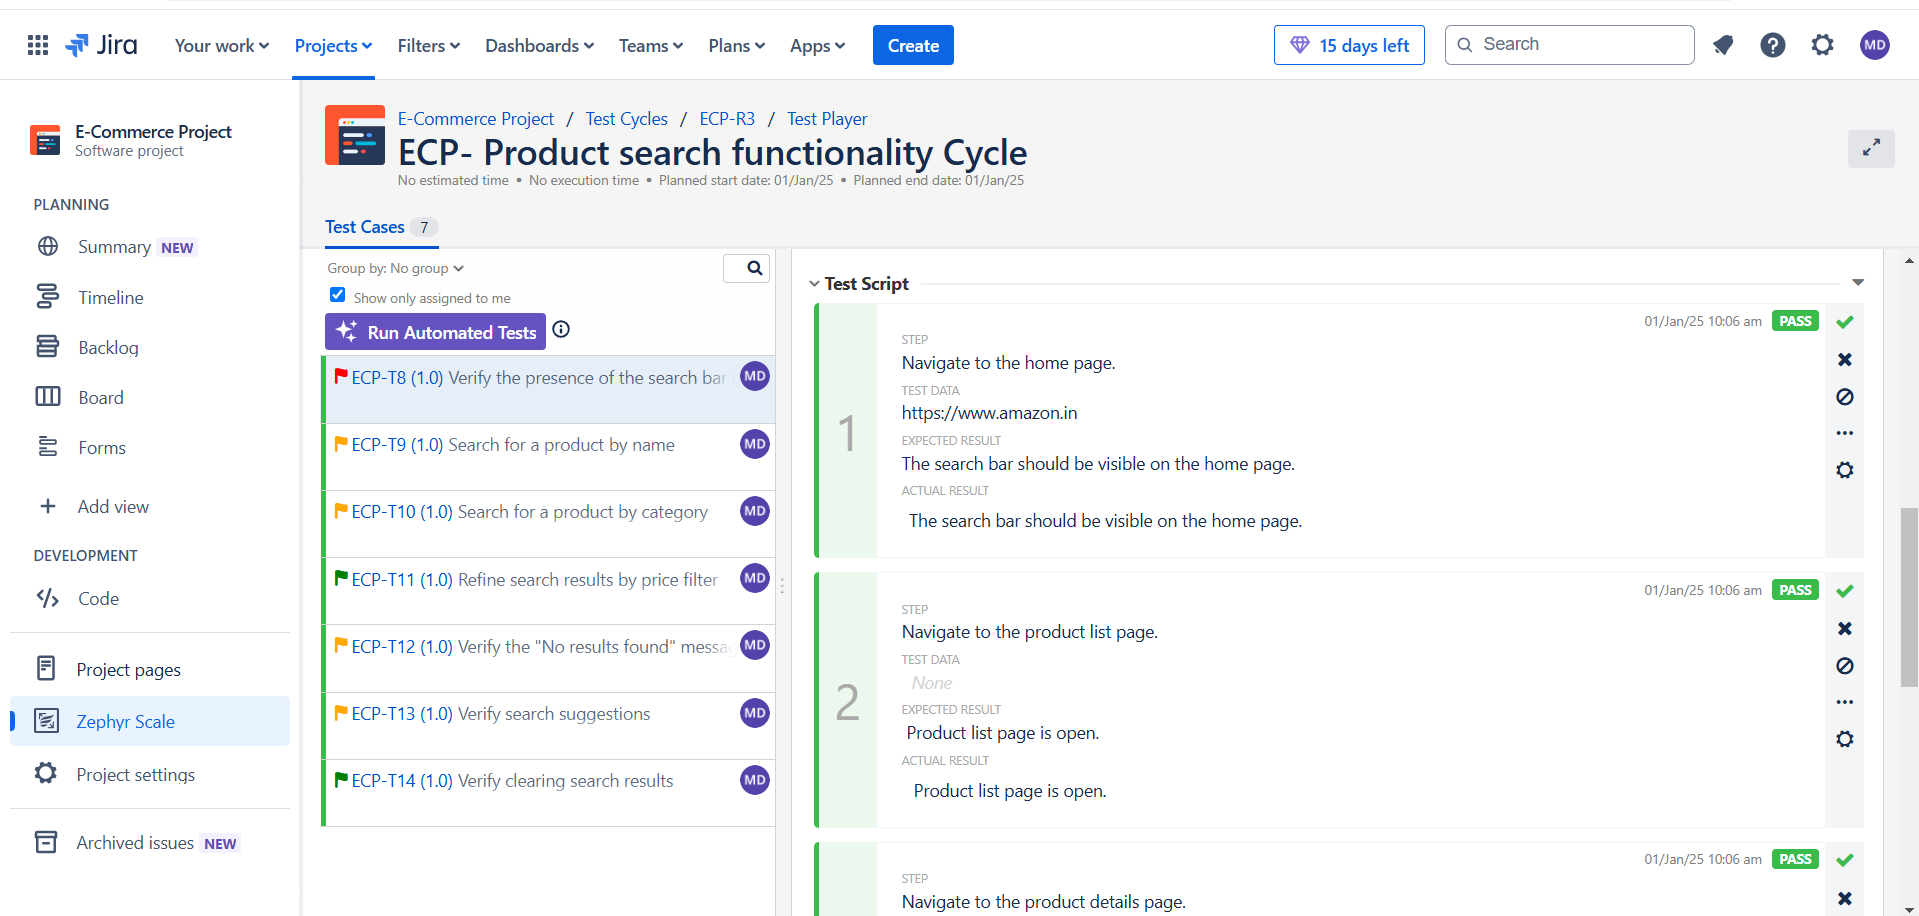 Jira
Your work
Projects
Filters
Dashboards
Teams
Plans
Apps
Create
15 days left
Search
MD
E-Commerce Project
Software project
PLANNING
Summary NEW
Timeline
Backlog
Board
Forms
Add view
DEVELOPMENT
Code
Project pages
Zephyr Scale
Project settings
Archived issues NEW
E-Commerce Project / Test Cycles / ECP-R3 / Test Player
ECP- Product search functionality Cycle
No estimated time • No execution time • Planned start date: 01/Jan/25 • Planned end date: 01/Jan/25
Test Cases 7
Group by: No group
Show only assigned to me
Run Automated Tests
ECP-T8 (1.0) Verify the presence of the search bar MD
ECP-T9 (1.0) Search for a product by name MD
ECP-T10 (1.0) Search for a product by category MD
ECP-T11 (1.0) Refine search results by price filter MD
ECP-T12 (1.0) Verify the "No results found" messa MD
ECP-T13 (1.0) Verify search suggestions MD
ECP-T14 (1.0) Verify clearing search results MD
Test Script
1
01/Jan/25 10:06 am PASS
STEP
Navigate to the home page.
TEST DATA
https://www.amazon.in
EXPECTED RESULT
The search bar should be visible on the home page.
ACTUAL RESULT
The search bar should be visible on the home page.
2
01/Jan/25 10:06 am PASS
STEP
Navigate to the product list page.
TEST DATA
None
EXPECTED RESULT
Product list page is open.
ACTUAL RESULT
Product list page is open.
01/Jan/25 10:06 am PASS
STEP
Navigate to the product details page.